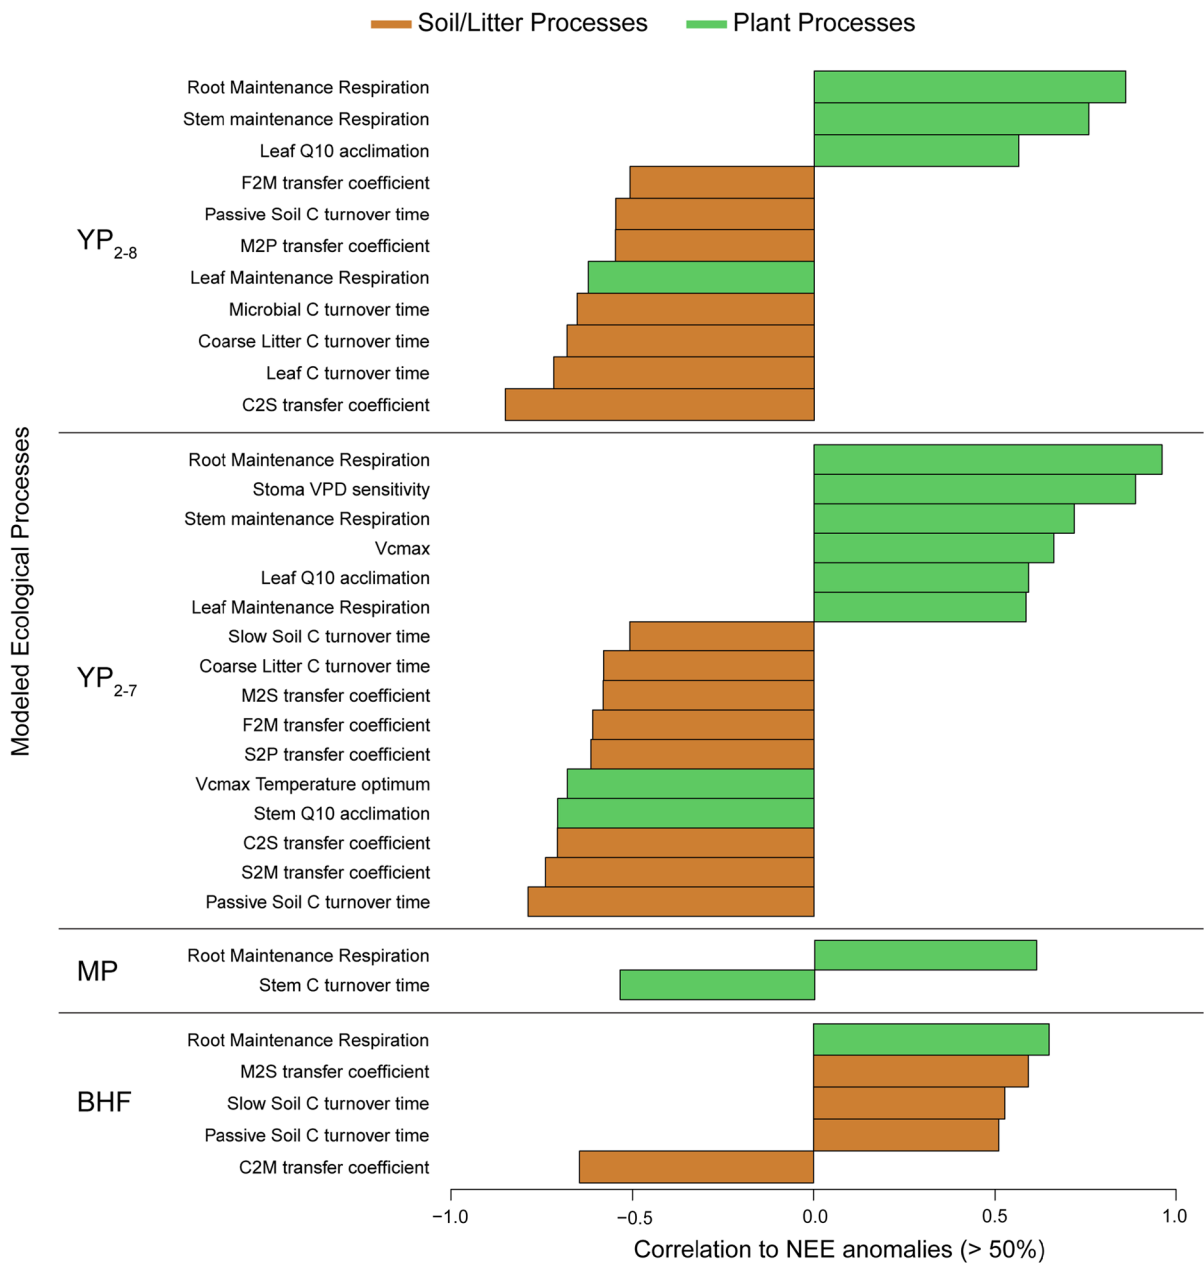 Soil/Litter Processes Plant Processes
Modeled Ecological Processes
YP2-8
Root Maintenance Respiration
Stem maintenance Respiration
Leaf Q10 acclimation
F2M transfer coefficient
Passive Soil C turnover time
M2P transfer coefficient
Leaf Maintenance Respiration
Microbial C turnover time
Coarse Litter C turnover time
Leaf C turnover time
C2S transfer coefficient
YP2-7
Root Maintenance Respiration
Stoma VPD sensitivity
Stem maintenance Respiration
Vcmax
Leaf Q10 acclimation
Leaf Maintenance Respiration
Slow Soil C turnover time
Coarse Litter C turnover time
M2S transfer coefficient
F2M transfer coefficient
S2P transfer coefficient
Vcmax Temperature optimum
Stem Q10 acclimation
C2S transfer coefficient
S2M transfer coefficient
Passive Soil C turnover time
MP
Root Maintenance Respiration
Stem C turnover time
BHF
Root Maintenance Respiration
M2S transfer coefficient
Slow Soil C turnover time
Passive Soil C turnover time
C2M transfer coefficient
−1.0 −0.5 0.0 0.5 1.0
Correlation to NEE anomalies (> 50%)